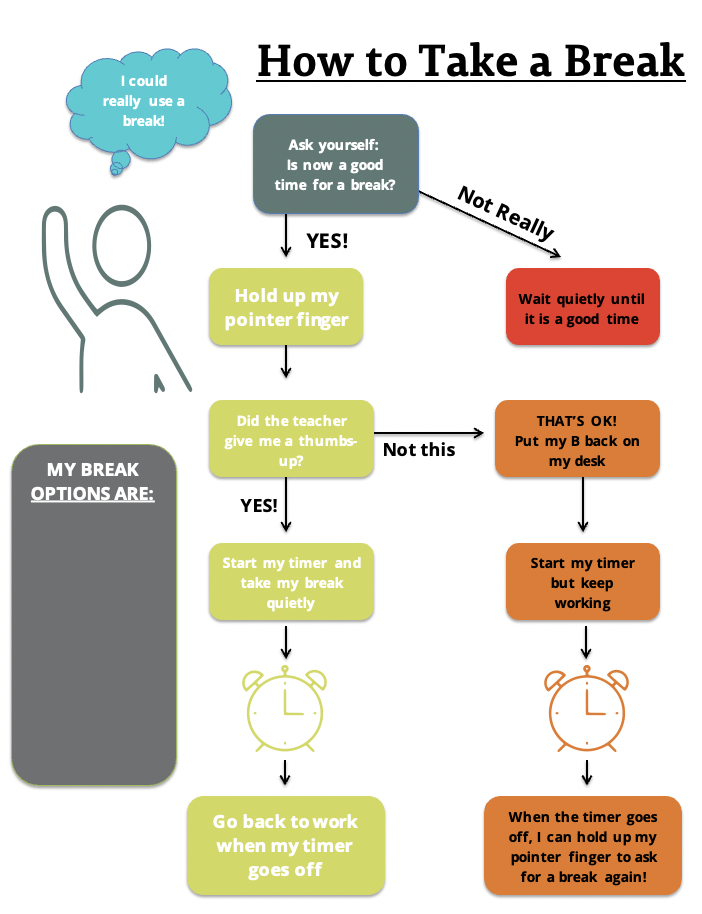 How to Take a Break
I could
really use a
break!
Ask yourself:
Is now a good
time for a break?
Not Really
YES!
Hold up my
pointer finger
Wait quietly until
it is a good time
Did the teacher
give me a thumbs-
up?
Not this
THAT'S OK!
Put my B back on
my desk
MY BREAK
OPTIONS ARE:
YES!
Start my timer and
take my break
quietly
Start my timer
but keep
working
Go back to work
when my timer
goes off
When the timer goes
off, I can hold up my
pointer finger to ask
for a break again!